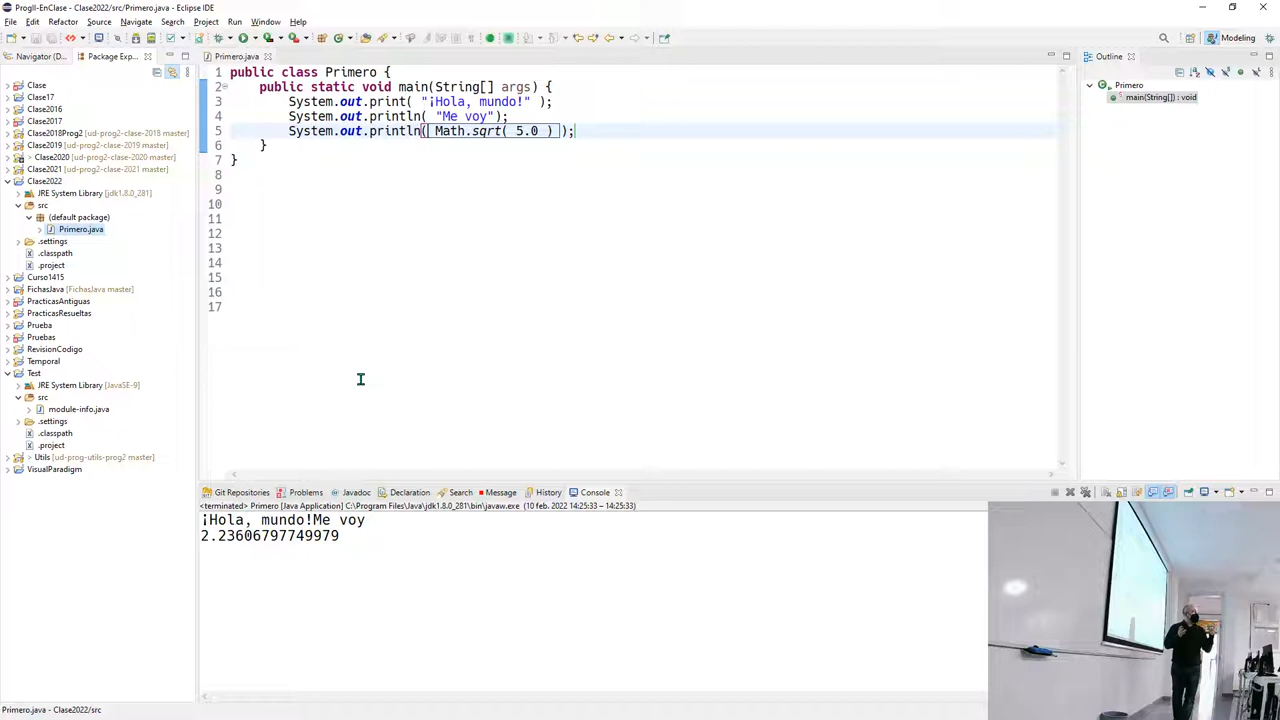 ProgII-EnClase - Clase2022/src/Primero.java - Eclipse IDE
File Edit Refactor Source Navigate Search Project Run Window Help
Modeling
Navigator (D...
Package Exp...
Primero.java
Outline
Clase
Clase17
Clase2016
Clase2017
Clase2018Prog2 [ud-prog2-clase-2018 master]
Clase2019 [ud-prog2-clase-2019 master]
> Clase2020 [ud-prog2-clase-2020 master]
Clase2021 [ud-prog2-clase-2021 master]
Clase2022
JRE System Library [jdk1.8.0_281]
src
(default package)
Primero.java
.settings
.classpath
.project
Curso1415
FichasJava [FichasJava master]
PracticasAntiguas
PracticasResueltas
Prueba
Pruebas
RevisionCodigo
Temporal
Test
JRE System Library [JavaSE-9]
src
module-info.java
.settings
.classpath
.project
> Utils [ud-prog-utils-prog2 master]
VisualParadigm
1 public class Primero {
2 public static void main(String[] args) {
3 System.out.print( "¡Hola, mundo!" );
4 System.out.println( "Me voy");
5 System.out.println( Math.sqrt( 5.0 ) );
6 }
7 }
8
9
10
11
12
13
14
15
16
17
Primero
main(String[]) : void
Git Repositories Problems Javadoc Declaration Search Message History Console
<terminated> Primero [Java Application] C:\Program Files\Java\jdk1.8.0_281\bin\javaw.exe (10 feb. 2022 14:25:33 – 14:25:33)
¡Hola, mundo!Me voy
2.23606797749979
Primero.java - Clase2022/src